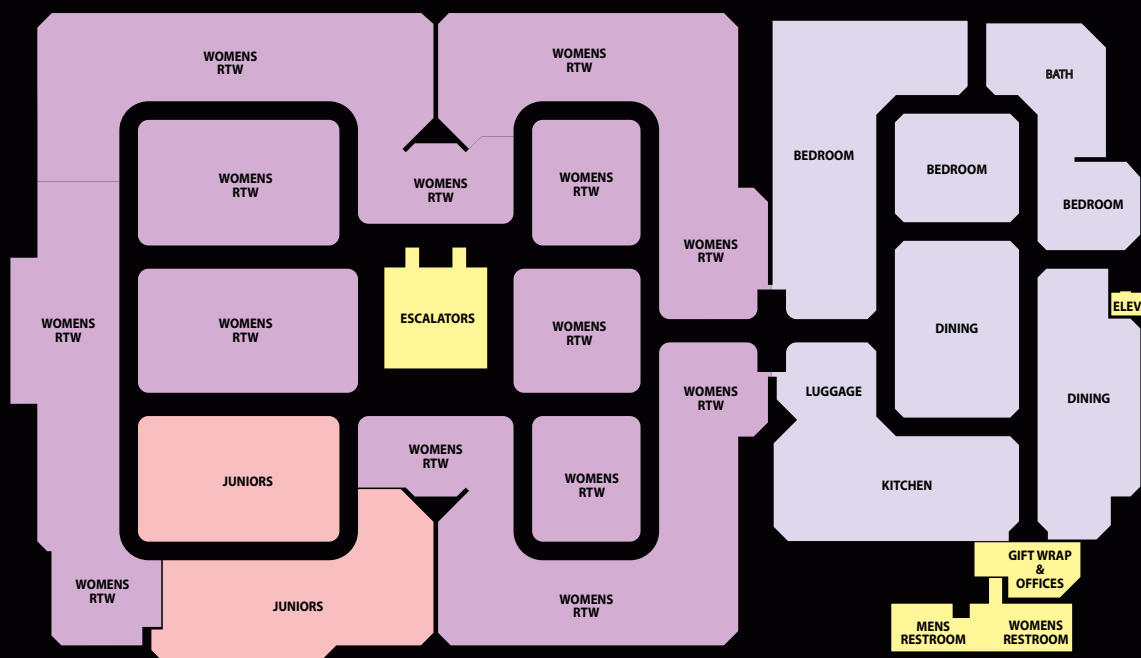 WOMENS
RTW
WOMENS
RTW
BATH
BEDROOM
BEDROOM
WOMENS
RTW
WOMENS
RTW
WOMENS
RTW
BEDROOM
WOMENS
RTW
ELEV
WOMENS
RTW
WOMENS
RTW
ESCALATORS
WOMENS
RTW
DINING
WOMENS
RTW
LUGGAGE
DINING
WOMENS
RTW
JUNIORS
WOMENS
RTW
KITCHEN
WOMENS
RTW
JUNIORS
WOMENS
RTW
GIFT WRAP
&
OFFICES
MENS
RESTROOM
WOMENS
RESTROOM